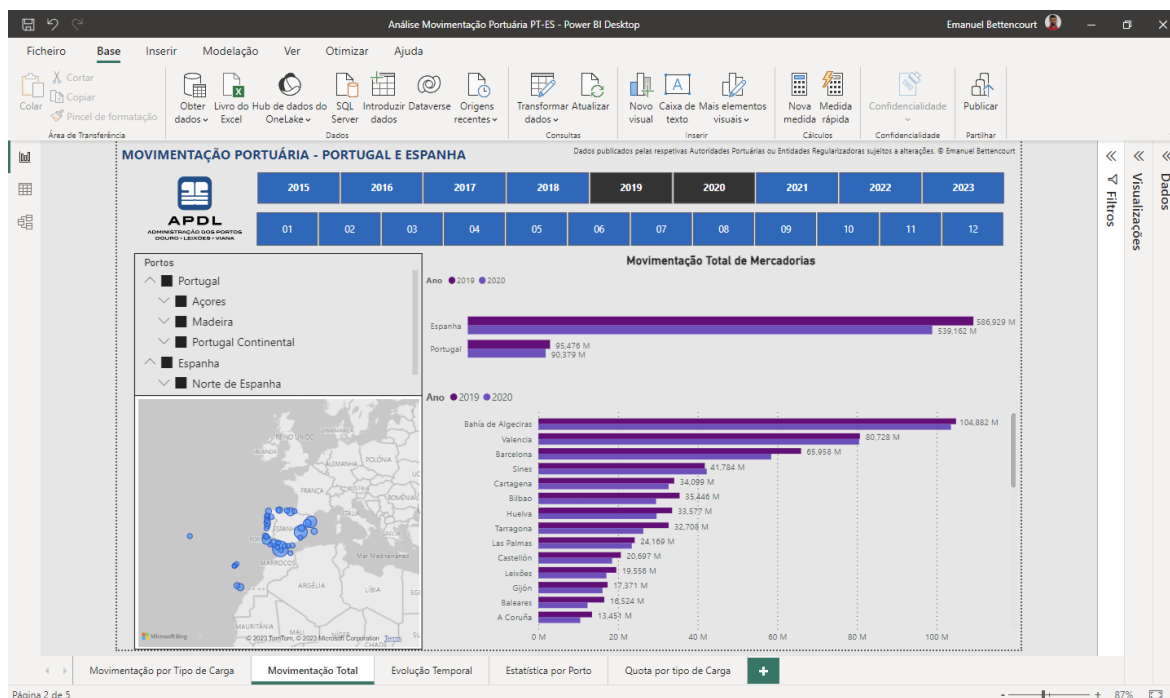 Análise Movimentação Portuária PT-ES - Power BI Desktop
Emanuel Bettencourt
Ficheiro Base Inserir Modelação Ver Otimizar Ajuda
Colar
Cortar
Copiar
Pincel de formatação
Área de Transferência
Obter dados
Livro do Excel
Hub de dados do OneLake
SQL Server
Introduzir dados
Dataverse
Origens recentes
Dados
Transformar dados
Atualizar
Consultas
Novo visual
Caixa de texto
Mais elementos visuais
Inserir
Nova medida
Medida rápida
Cálculos
Confidencialidade
Confidencialidade
Publicar
Partilhar
MOVIMENTAÇÃO PORTUÁRIA - PORTUGAL E ESPANHA
Dados publicados pelas respetivas Autoridades Portuárias ou Entidades Regularizadoras sujeitos a alterações. © Emanuel Bettencourt
APDL
ADMINISTRAÇÃO DOS PORTOS
DOURO · LEIXÕES · VIANA
2015 2016 2017 2018 2019 2020 2021 2022 2023
01 02 03 04 05 06 07 08 09 10 11 12
Portos
Portugal
Açores
Madeira
Portugal Continental
Espanha
Norte de Espanha
Movimentação Total de Mercadorias
Ano 2019 2020
Espanha 586,929 M
539,162 M
Portugal 95,476 M
90,379 M
Ano 2019 2020
Bahía de Algeciras 104,882 M
Valencia 80,728 M
Barcelona 65,958 M
Sines 41,784 M
Cartagena 34,099 M
Bilbao 35,446 M
Huelva 33,577 M
Tarragona 32,708 M
Las Palmas 24,169 M
Castellón 20,697 M
Leixões 19,556 M
Gijón 17,371 M
Baleares 16,524 M
A Coruña 13,451 M
0 M 20 M 40 M 60 M 80 M 100 M
REINO UNIDO
IRLANDA
POLÓNIA
ALEMANHA
FRANÇA
ROMÉNIA
ITÁLIA
Mar Mediterrâneo
MARROCOS
ARGÉLIA
LÍBIA
MAURITÂNIA
MALI
Microsoft Bing
© 2023 TomTom, © 2023 Microsoft Corporation Terms
Filtros
Visualizações
Dados
Movimentação por Tipo de Carga
Movimentação Total
Evolução Temporal
Estatística por Porto
Quota por tipo de Carga
Página 2 de 5
87%